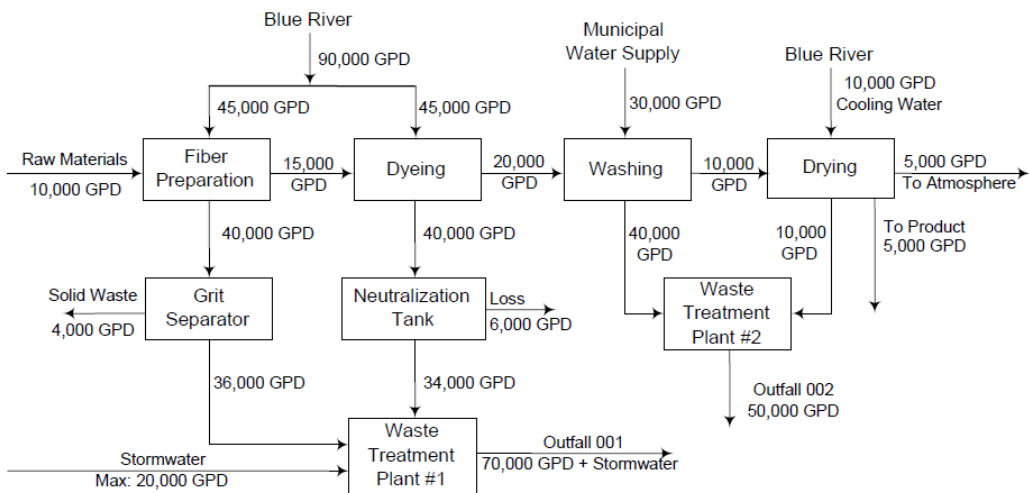 Blue River
90,000 GPD
45,000 GPD
45,000 GPD
Municipal
Water Supply
30,000 GPD
Blue River
10,000 GPD
Cooling Water
Raw Materials
10,000 GPD
Fiber
Preparation
15,000
GPD
Dyeing
20,000
GPD
Washing
10,000
GPD
Drying
5,000 GPD
To Atmosphere
40,000 GPD
40,000 GPD
40,000
GPD
10,000
GPD
To Product
5,000 GPD
Solid Waste
4,000 GPD
Grit
Separator
Neutralization
Tank
Loss
6,000 GPD
Waste
Treatment
Plant #2
36,000 GPD
34,000 GPD
Outfall 002
50,000 GPD
Stormwater
Max: 20,000 GPD
Waste
Treatment
Plant #1
Outfall 001
70,000 GPD + Stormwater